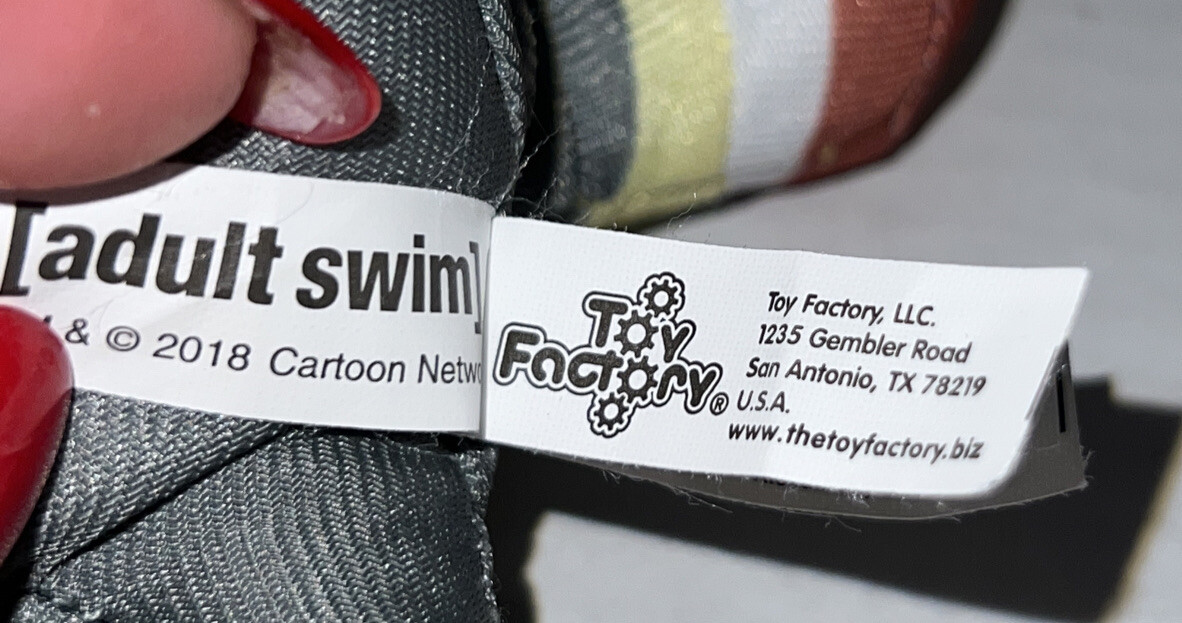 [adult swim]
& © 2018 Cartoon
Toy
Factory®
Toy Factory, LLC.
1235 Gembler Road
San Antonio, TX 78219
U.S.A.
www.thetoyfactory.biz